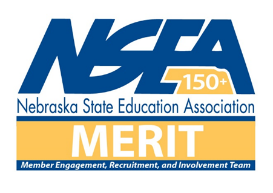 NSEA
150+
Nebraska State Education Association
MERIT
Member Engagement, Recruitment, and Involvement Team